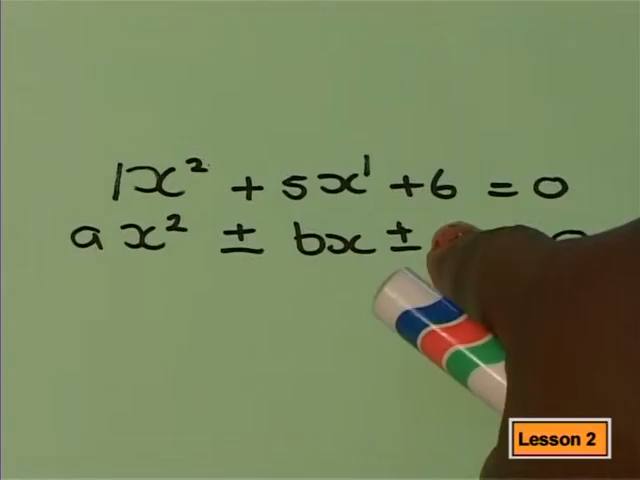 1x² + 5x¹ + 6 = 0
ax² ± bx ±
Lesson 2